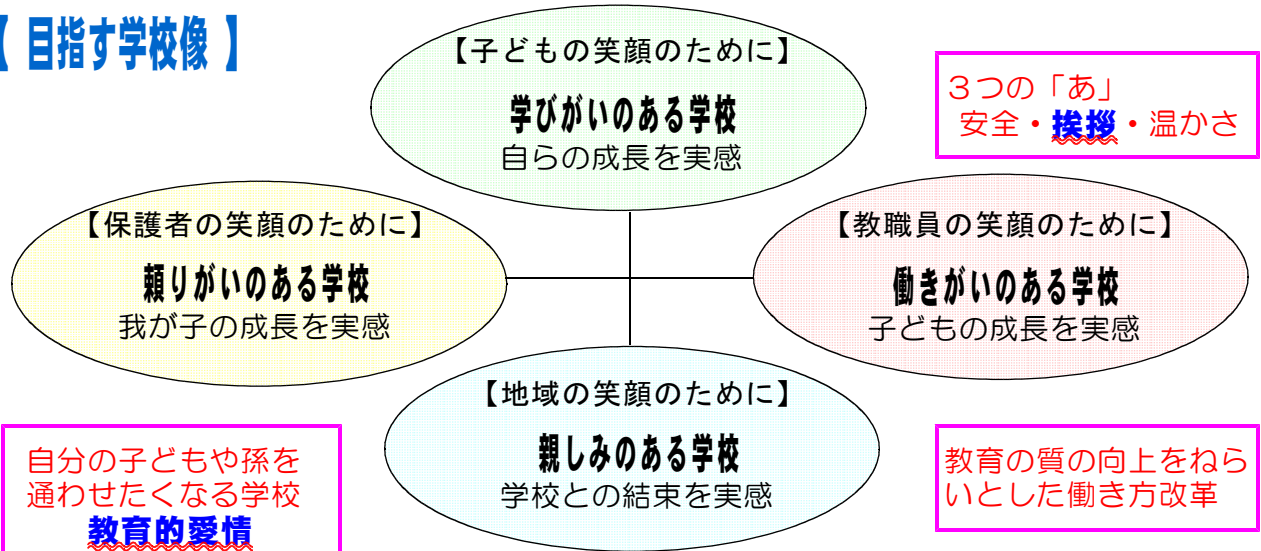 【 目指す学校像 】
【子どもの笑顔のために】
学びがいのある学校
自らの成長を実感
３つの「あ」
安全・挨拶・温かさ
【保護者の笑顔のために】
頼りがいのある学校
我が子の成長を実感
【教職員の笑顔のために】
働きがいのある学校
子どもの成長を実感
【地域の笑顔のために】
親しみのある学校
学校との結束を実感
自分の子どもや孫を
通わせたくなる学校
教育的愛情
教育の質の向上をねら
いとした働き方改革